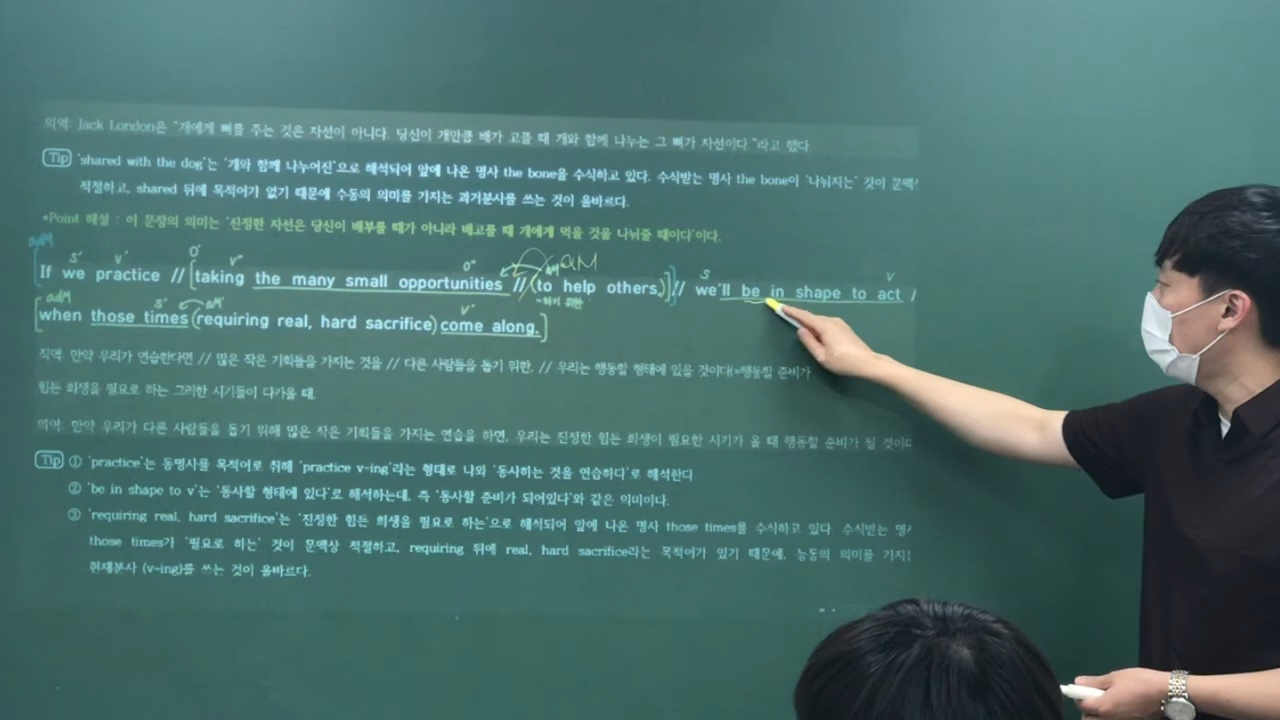 의역: Jack London은 "개에게 뼈를 주는 것은 자선이 아니다. 당신이 개만큼 배가 고플 때 개와 함께 나누는 그 뼈가 자선이다."라고 했다
Tip 'shared with the dog'는 '개와 함께 나누어진'으로 해석되어 앞에 나온 명사 the bone을 수식하고 있다. 수식받는 명사 the bone이 '나눠지는' 것이 문맥
적절하고, shared 뒤에 목적어가 없기 때문에 수동의 의미를 가지는 과거분사를 쓰는 것이 올바르다.
*Point 해설 : 이 문장의 의미는 '진정한 자선은 당신이 배부를 때가 아니라 배고플 때 개에게 먹을 것을 나눠줄 때이다'이다.
adM S' V' O' V" O" adM aM S V
[If we practice // [taking the many small opportunities // (to help others,)]] // we'll be in shape to act /
~하기 위한
adM S' aM' V'
[when those times (requiring real, hard sacrifice) come along.]
직역: 만약 우리가 연습한다면 // 많은 작은 기회들을 가지는 것을 // 다른 사람들을 돕기 위한, // 우리는 행동할 형태에 있을 것이다(=행동할 준비가
힘든 희생을 필요로 하는 그러한 시기들이 다가올 때.
의역: 만약 우리가 다른 사람들을 돕기 위해 많은 작은 기회들을 가지는 연습을 하면, 우리는 진정한 힘든 희생이 필요한 시기가 올 때 행동할 준비가 될 것이다
Tip ① 'practice'는 동명사를 목적어로 취해 'practice v-ing'라는 형태로 나와 '동사하는 것을 연습하다'로 해석한다.
② 'be in shape to v'는 '동사할 형태에 있다'로 해석하는데, 즉 '동사할 준비가 되어있다'와 같은 의미이다.
③ 'requiring real, hard sacrifice'는 '진정한 힘든 희생을 필요로 하는'으로 해석되어 앞에 나온 명사 those times를 수식하고 있다. 수식받는 명
those times가 '필요로 하는' 것이 문맥상 적절하고, requiring 뒤에 real, hard sacrifice라는 목적어가 있기 때문에, 능동의 의미를 가지는
현재분사 (v-ing)를 쓰는 것이 올바르다.